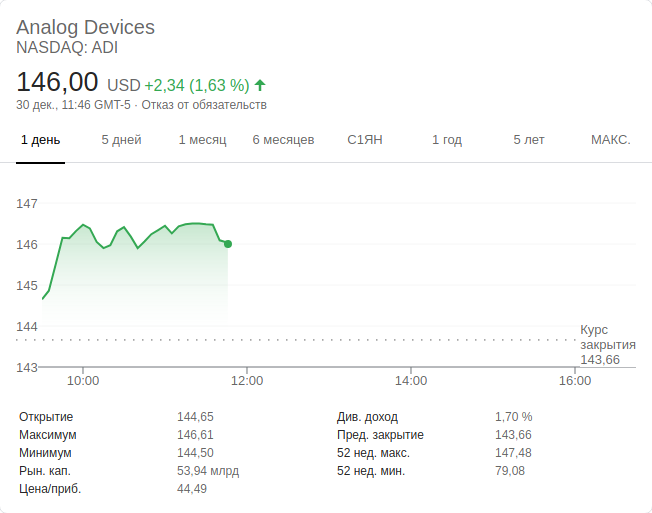 Analog Devices
NASDAQ: ADI
146,00 USD +2,34 (1,63 %)
30 дек., 11:46 GMT-5 · Отказ от обязательств
1 день 5 дней 1 месяц 6 месяцев С1ЯН 1 год 5 лет МАКС.
147
146
145
144
143
Курс
закрытия
143,66
10:00 12:00 14:00 16:00
Открытие 144,65 Див. доход 1,70 %
Максимум 146,61 Пред. закрытие 143,66
Минимум 144,50 52 нед. макс. 147,48
Рын. кап. 53,94 млрд 52 нед. мин. 79,08
Цена/приб. 44,49